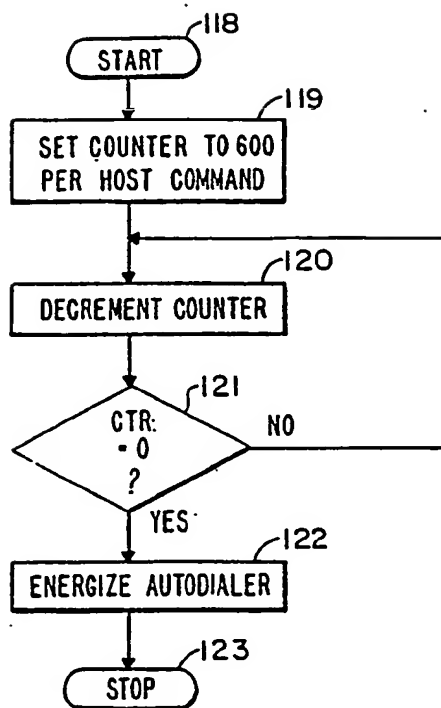 118
START
119
SET COUNTER TO 600
PER HOST COMMAND
120
DECREMENT COUNTER
121
CTR.
= 0
?
NO
YES
122
ENERGIZE AUTODIALER
123
STOP